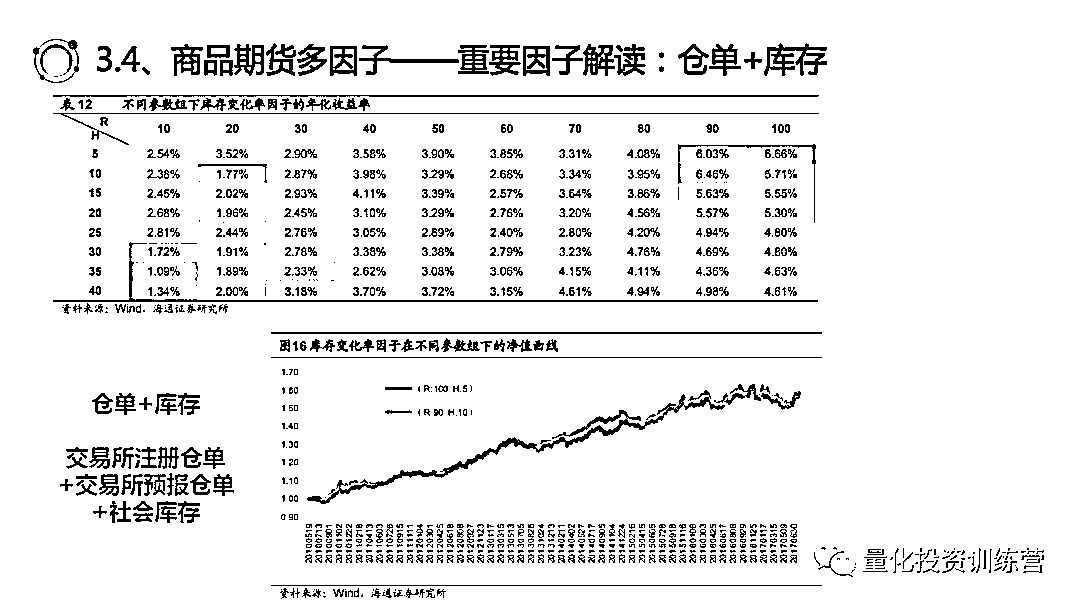 3.4、商品期货多因子——重要因子解读：仓单+库存
表 12 不同参数组下库存变化率因子的年化收益率
R
H
10 20 30 40 50 60 70 80 90 100
5 2.54% 3.52% 2.90% 3.58% 3.90% 3.85% 3.31% 4.08% 6.03% 6.66%
10 2.38% 1.77% 2.87% 3.98% 3.29% 2.68% 3.34% 3.95% 6.46% 5.71%
15 2.45% 2.02% 2.93% 4.11% 3.39% 2.57% 3.64% 3.86% 5.63% 5.55%
20 2.68% 1.96% 2.45% 3.10% 3.29% 2.76% 3.20% 4.56% 5.57% 5.30%
25 2.81% 2.44% 2.76% 3.05% 2.89% 2.40% 2.80% 4.20% 4.94% 4.80%
30 1.72% 1.91% 2.78% 3.38% 3.38% 2.79% 3.23% 4.76% 4.69% 4.80%
35 1.09% 1.89% 2.33% 2.62% 3.08% 3.06% 4.15% 4.11% 4.36% 4.63%
40 1.34% 2.00% 3.18% 3.70% 3.72% 3.15% 4.61% 4.94% 4.98% 4.61%
资料来源：Wind，海通证券研究所
图16 库存变化率因子在不同参数组下的净值曲线
1.70
1.60
1.50
1.40
1.30
1.20
1.10
1.00
0.90
（R:100 H:5）
（R:90 H:10）
仓单+库存
交易所注册仓单
+交易所预报仓单
+社会库存
资料来源：Wind，海通证券研究所
量化投资训练营